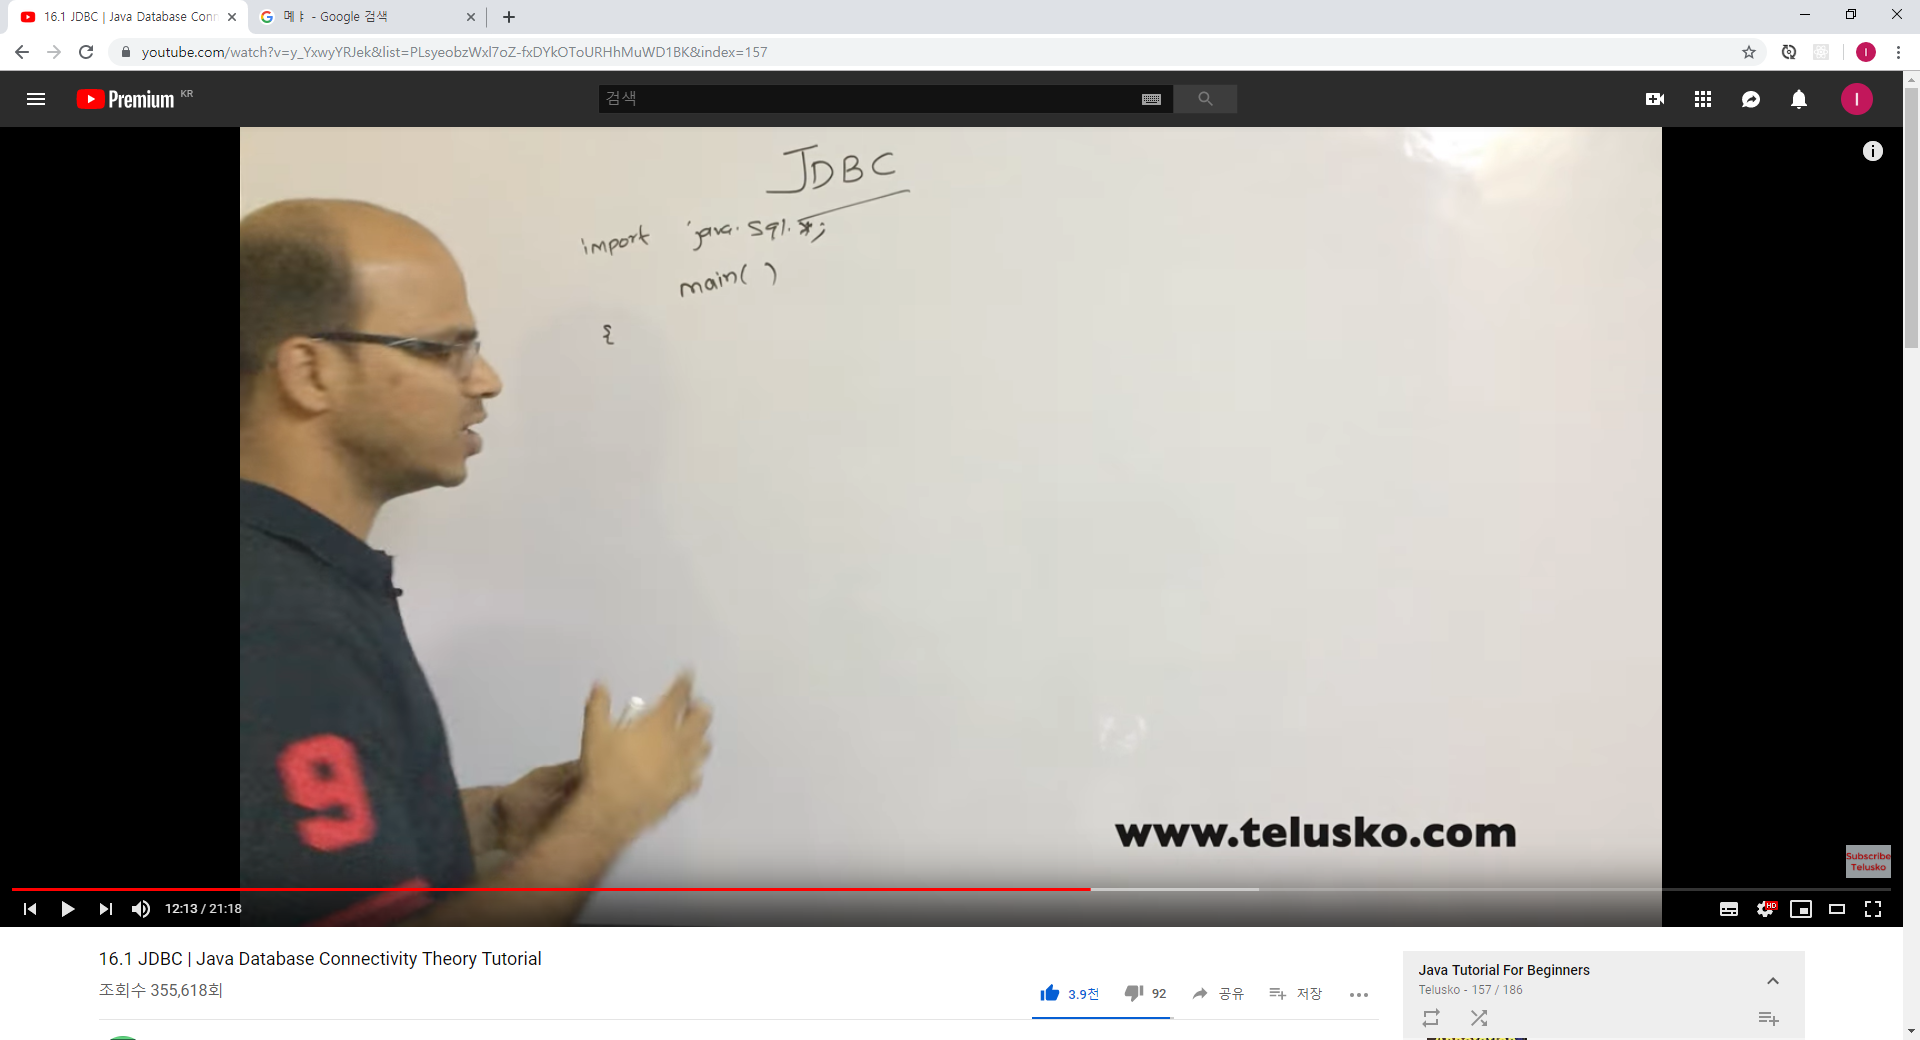 16.1 JDBC | Java Database Conn
메ㅑ - Google 검색
youtube.com/watch?v=y_YxwyYRJek&list=PLsyeobzWxl7oZ-fxDYkOToURHhMuWD1BK&index=157
Premium KR
검색
JDBC
import java.sql.*;
main( )
{
9
www.telusko.com
Subscribe
Telusko
12:13 / 21:18
HD
16.1 JDBC | Java Database Connectivity Theory Tutorial
조회수 355,618회
3.9천
92
공유
저장
Java Tutorial For Beginners
Telusko - 157 / 186